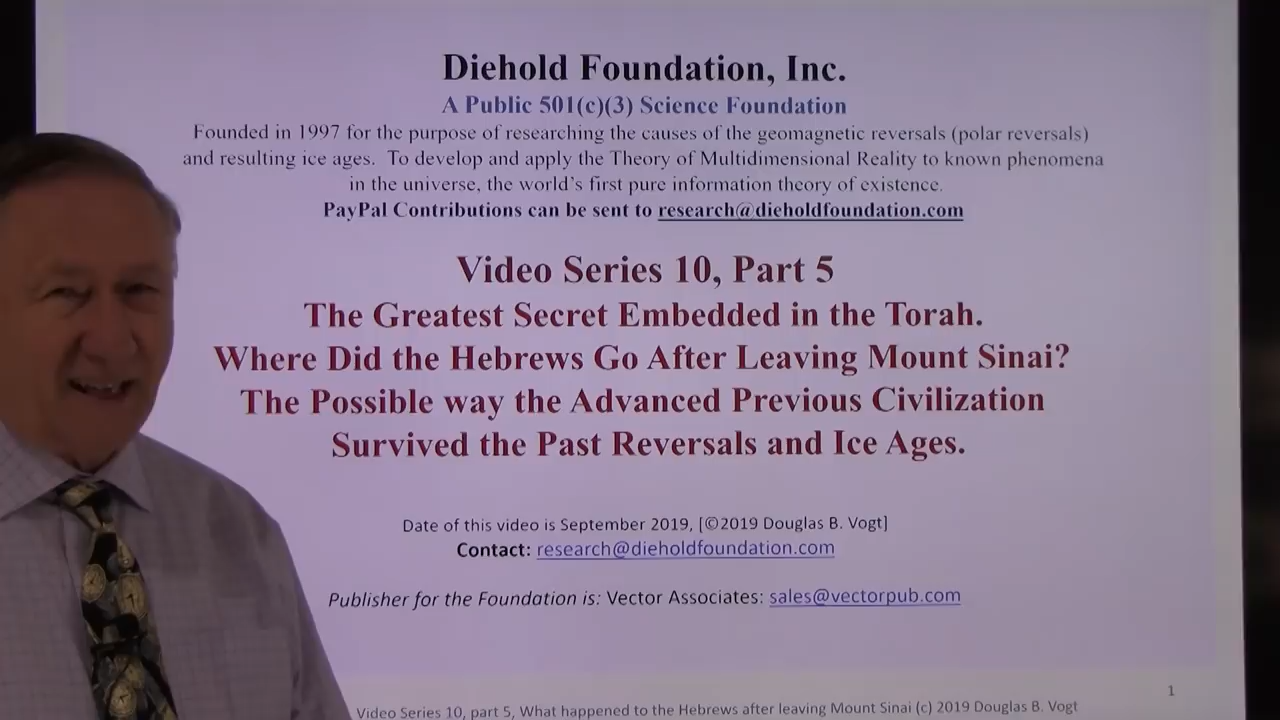 Diehold Foundation, Inc.
A Public 501(c)(3) Science Foundation
Founded in 1997 for the purpose of researching the causes of the geomagnetic reversals (polar reversals)
and resulting ice ages. To develop and apply the Theory of Multidimensional Reality to known phenomena
in the universe, the world's first pure information theory of existence.
PayPal Contributions can be sent to research@dieholdfoundation.com
Video Series 10, Part 5
The Greatest Secret Embedded in the Torah.
Where Did the Hebrews Go After Leaving Mount Sinai?
The Possible way the Advanced Previous Civilization
Survived the Past Reversals and Ice Ages.
Date of this video is September 2019, [©2019 Douglas B. Vogt]
Contact: research@dieholdfoundation.com
Publisher for the Foundation is: Vector Associates: sales@vectorpub.com
1
Video Series 10, part 5, What happened to the Hebrews after leaving Mount Sinai (c) 2019 Douglas B. Vogt